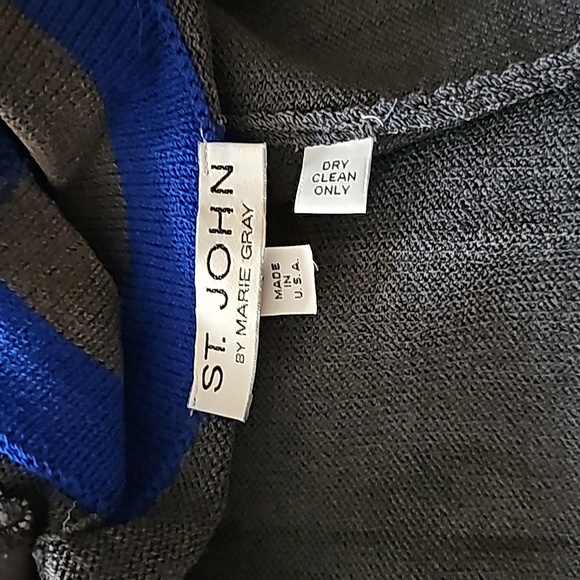 ST. JOHN
BY MARIE GRAY
DRY
CLEAN
ONLY
MADE
IN
U.S.A.